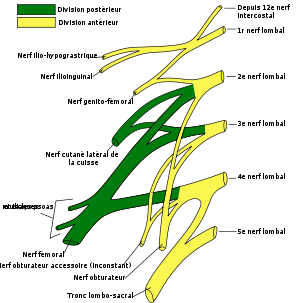 Division postérieur
Division antérieur
Depuis 12e nerf
intercostal
1r nerf lombal
Nerf ilio-hypogastrique
Nerf ilioinguinal
2e nerf lombal
Nerf genito-fémoral
3e nerf lombal
Nerf cutané latéral de
la cuisse
4e nerf lombal
5e nerf lombal
Nerf fémoral
Nerf obturateur accessoire (inconstant)
Nerf obturateur
Tronc lombo-sacral